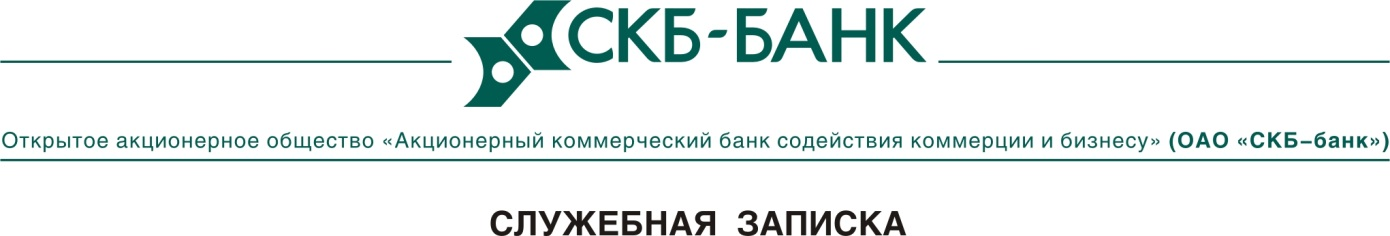 СКБ-БАНК
Открытое акционерное общество «Акционерный коммерческий банк содействия коммерции и бизнесу» (ОАО «СКБ–банк»)
СЛУЖЕБНАЯ ЗАПИСКА